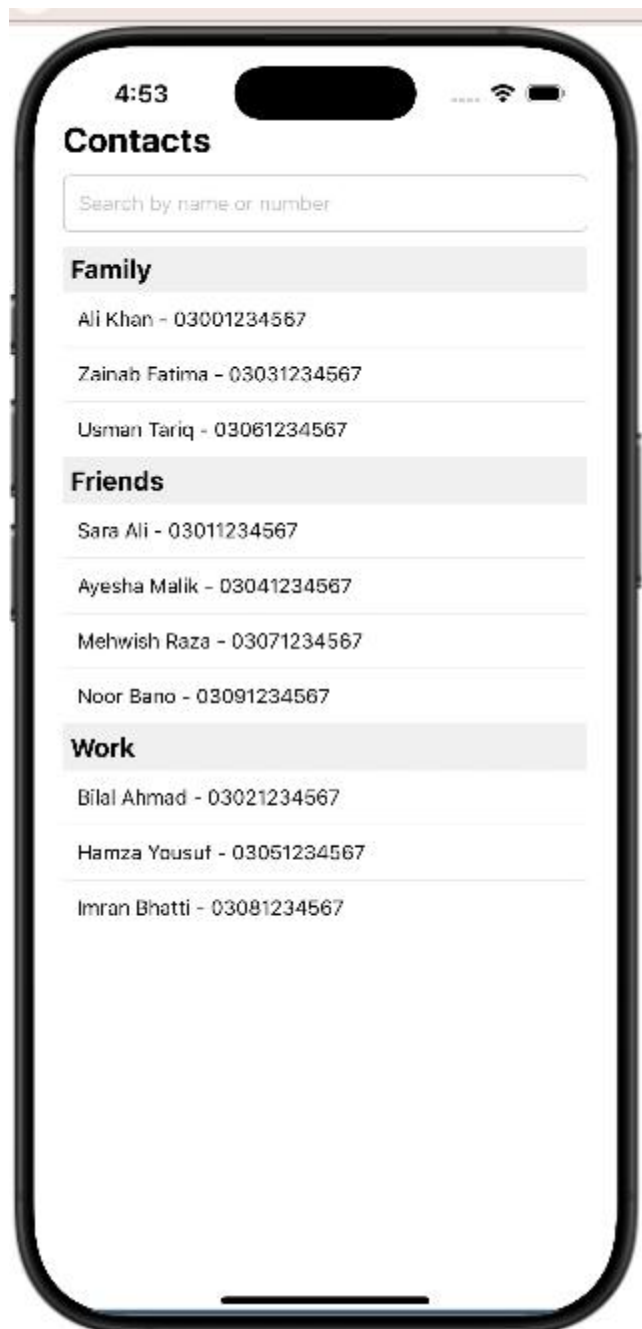 4:53
Contacts
Search by name or number
Family
Ali Khan - 03001234567
Zainab Fatima - 03031234567
Usman Tariq - 03061234567
Friends
Sara Ali - 03011234567
Ayesha Malik - 03041234567
Mehwish Raza - 03071234567
Noor Bano - 03091234567
Work
Bilal Ahmad - 03021234567
Hamza Yousuf - 03051234567
Imran Bhatti - 03081234567